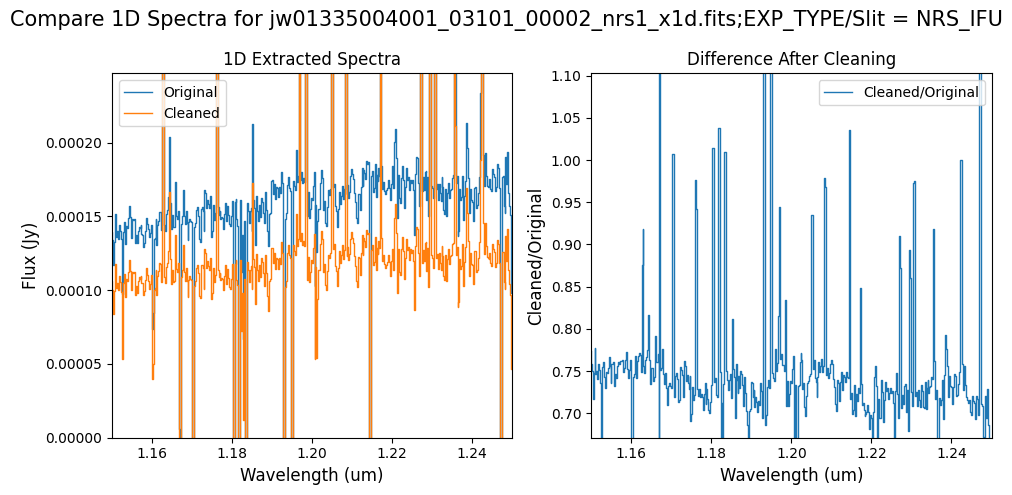 Compare 1D Spectra for jw01335004001_03101_00002_nrs1_x1d.fits;EXP_TYPE/Slit = NRS_IFU
1D Extracted Spectra
Original
Cleaned
Flux (Jy)
0.00020
0.00015
0.00010
0.00005
0.00000
1.16
1.18
1.20
1.22
1.24
Wavelength (um)
Difference After Cleaning
Cleaned/Original
Cleaned/Original
1.10
1.05
1.00
0.95
0.90
0.85
0.80
0.75
0.70
1.16
1.18
1.20
1.22
1.24
Wavelength (um)